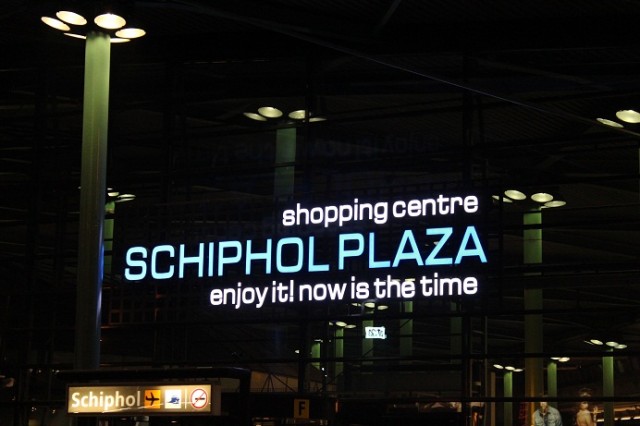 shopping centre
SCHIPHOL PLAZA
enjoy it! now is the time
Schiphol
F